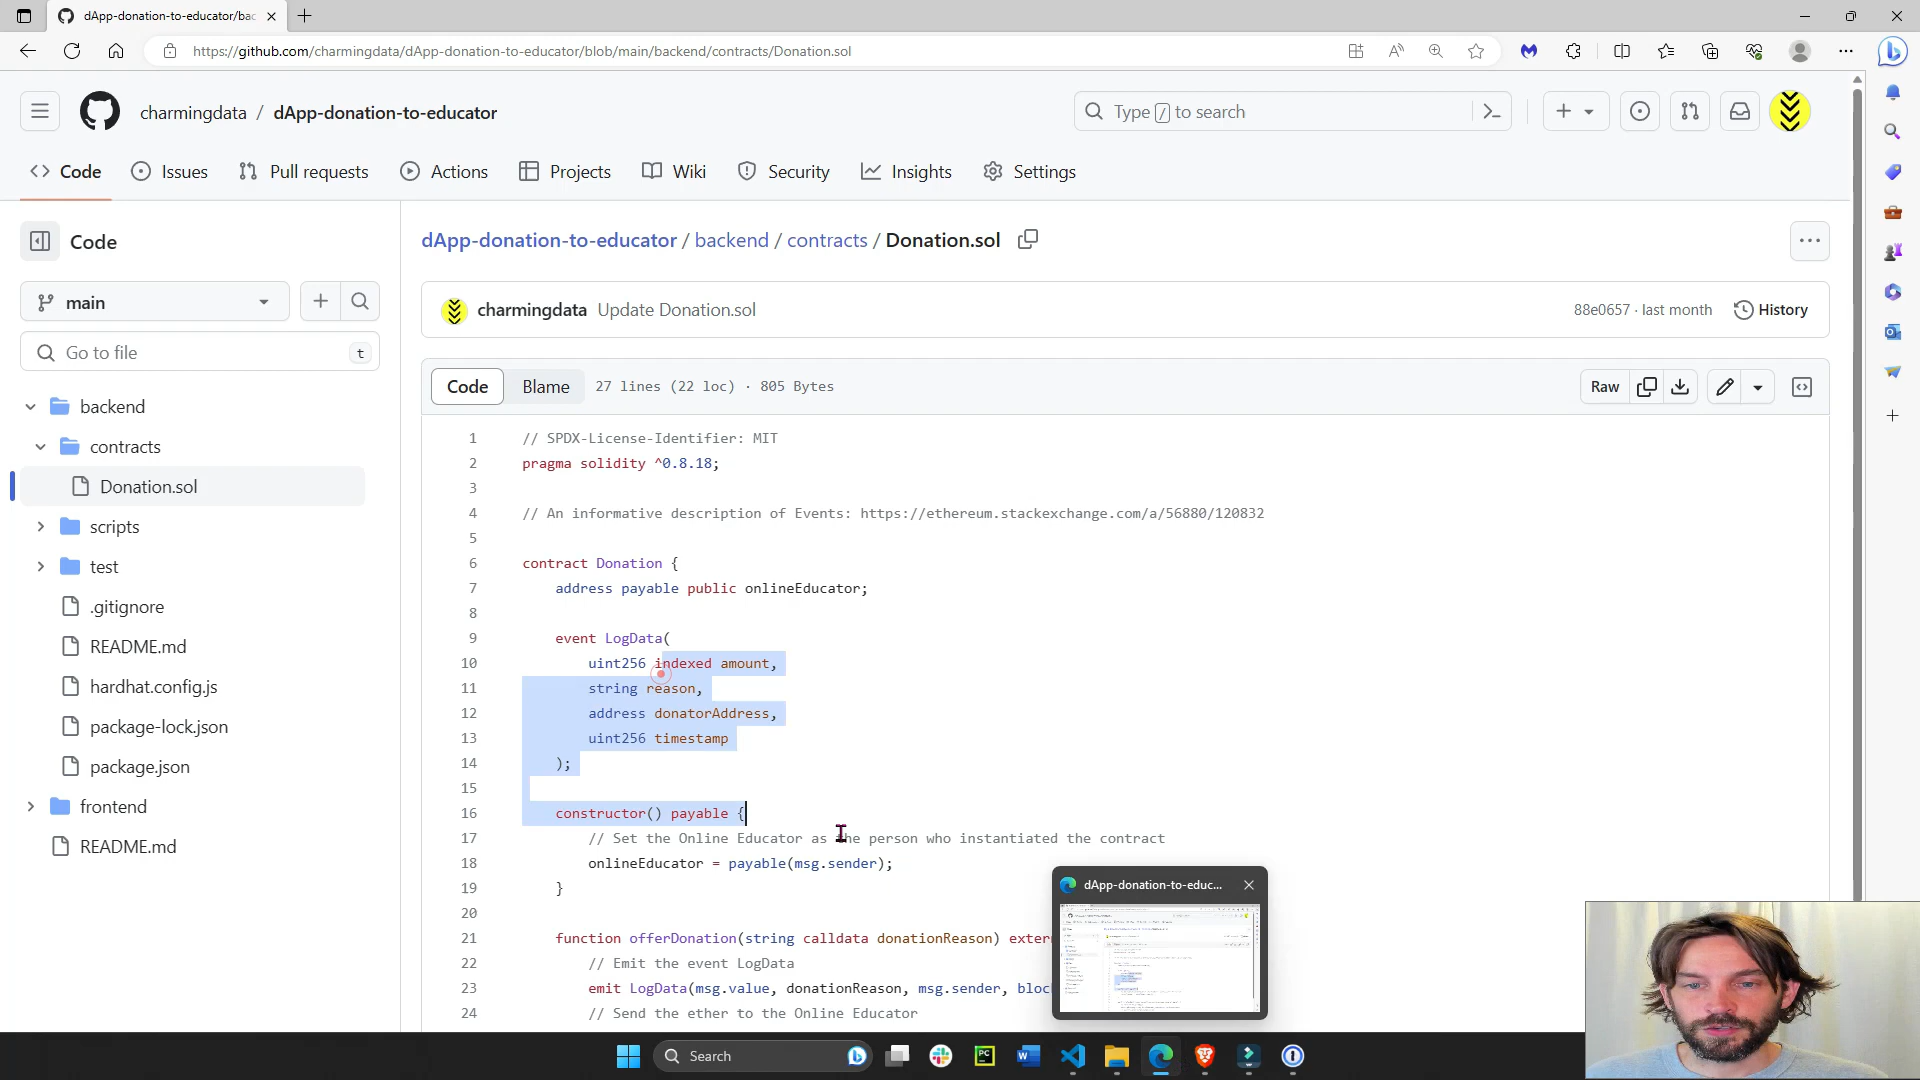 dApp-donation-to-educator/bac
https://github.com/charmingdata/dApp-donation-to-educator/blob/main/backend/contracts/Donation.sol
charmingdata / dApp-donation-to-educator
Type / to search
Code
Issues
Pull requests
Actions
Projects
Wiki
Security
Insights
Settings
Code
main
Go to file
t
backend
contracts
Donation.sol
scripts
test
.gitignore
README.md
hardhat.config.js
package-lock.json
package.json
frontend
README.md
dApp-donation-to-educator / backend / contracts / Donation.sol
charmingdata Update Donation.sol
88e0657 · last month
History
Code
Blame
27 lines (22 loc) · 805 Bytes
Raw
1 // SPDX-License-Identifier: MIT
2 pragma solidity ^0.8.18;
3
4 // An informative description of Events: https://ethereum.stackexchange.com/a/56880/120832
5
6 contract Donation {
7 address payable public onlineEducator;
8
9 event LogData(
10 uint256 indexed amount,
11 string reason,
12 address donatorAddress,
13 uint256 timestamp
14 );
15
16 constructor() payable {
17 // Set the Online Educator as the person who instantiated the contract
18 onlineEducator = payable(msg.sender);
19 }
20
21 function offerDonation(string calldata donationReason) exter
22 // Emit the event LogData
23 emit LogData(msg.value, donationReason, msg.sender, bloc
24 // Send the ether to the Online Educator
dApp-donation-to-educ...
Search
PC